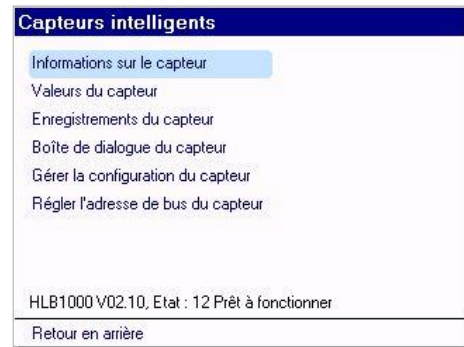 Capteurs intelligents
Informations sur le capteur
Valeurs du capteur
Enregistrements du capteur
Boîte de dialogue du capteur
Gérer la configuration du capteur
Régler l'adresse de bus du capteur
HLB1000 V02.10, Etat : 12 Prêt à fonctionner
Retour en arrière